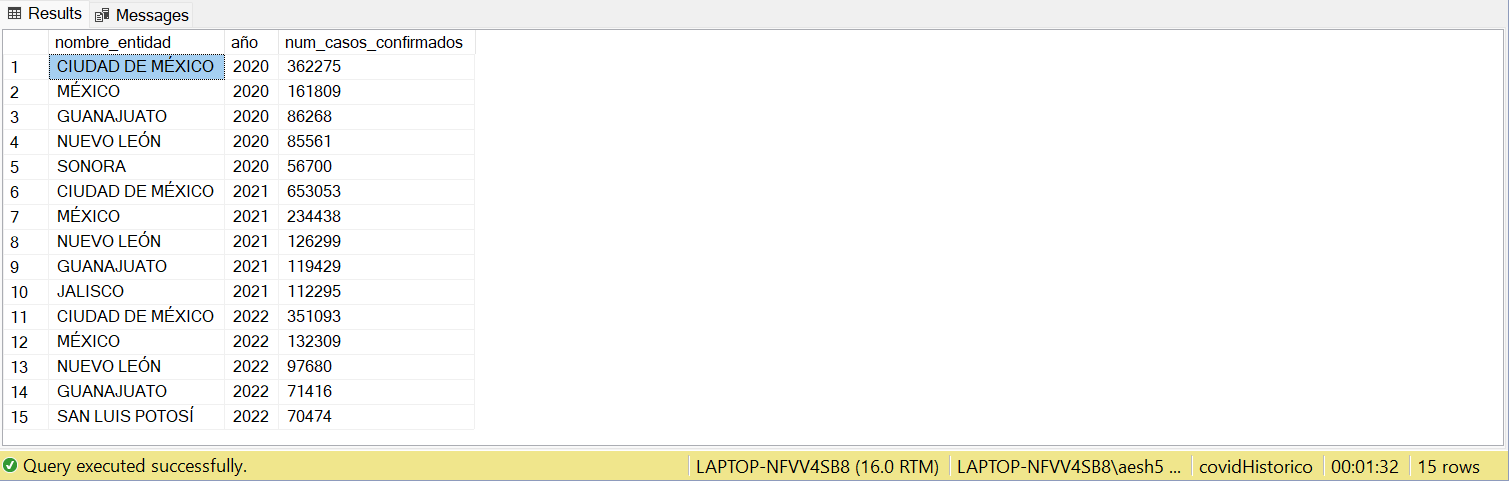 Results Messages
nombre_entidad año num_casos_confirmados
1 CIUDAD DE MÉXICO 2020 362275
2 MÉXICO 2020 161809
3 GUANAJUATO 2020 86268
4 NUEVO LEÓN 2020 85561
5 SONORA 2020 56700
6 CIUDAD DE MÉXICO 2021 653053
7 MÉXICO 2021 234438
8 NUEVO LEÓN 2021 126299
9 GUANAJUATO 2021 119429
10 JALISCO 2021 112295
11 CIUDAD DE MÉXICO 2022 351093
12 MÉXICO 2022 132309
13 NUEVO LEÓN 2022 97680
14 GUANAJUATO 2022 71416
15 SAN LUIS POTOSÍ 2022 70474
Query executed successfully. LAPTOP-NFVV4SB8 (16.0 RTM) LAPTOP-NFVV4SB8\aesh5 ... covidHistorico 00:01:32 15 rows